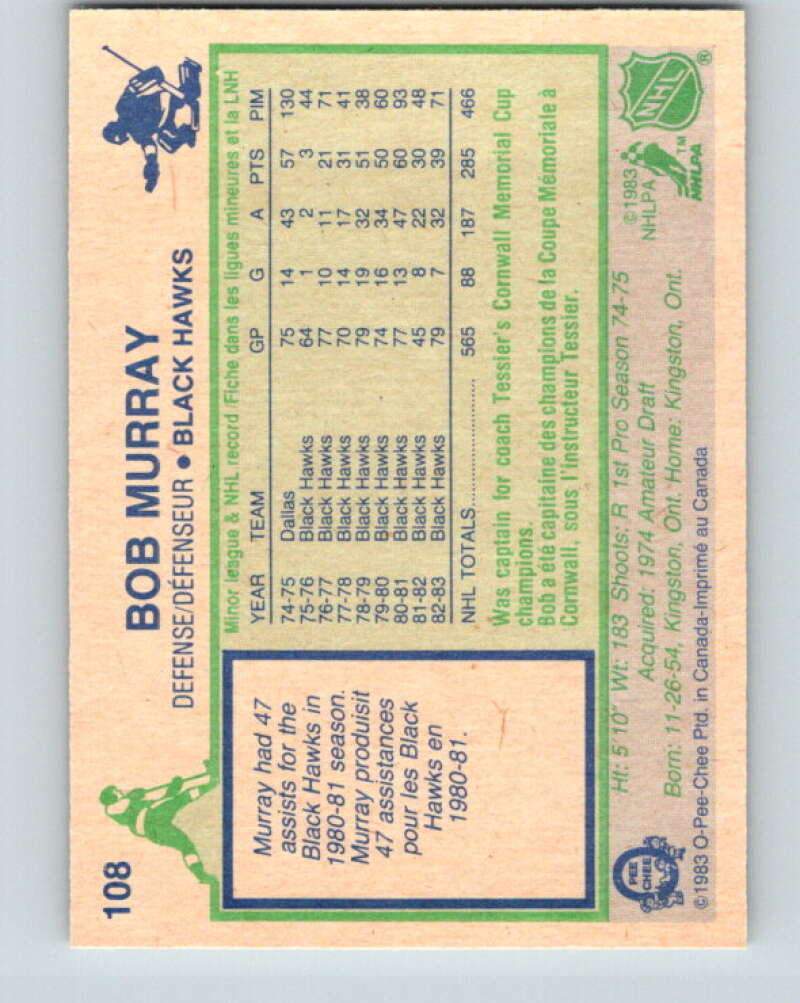 108
BOB MURRAY
DEFENSE/DÉFENSEUR • BLACK HAWKS
Murray had 47
assists for the
Black Hawks in
1980-81 season.
Murray produisit
47 assistances
pour les Black
Hawks en
1980-81.
Minor league & NHL record/Fiche dans les ligues mineures et la LNH
YEAR TEAM GP G A PTS PIM
74-75 Dallas 75 14 43 57 130
75-76 Black Hawks 64 1 2 3 44
76-77 Black Hawks 77 10 11 21 71
77-78 Black Hawks 70 14 17 31 41
78-79 Black Hawks 79 19 32 51 38
79-80 Black Hawks 74 16 34 50 60
80-81 Black Hawks 77 13 47 60 93
81-82 Black Hawks 45 8 22 30 48
82-83 Black Hawks 79 7 32 39 71
NHL TOTALS.................... 565 88 187 285 466
Was captain for coach Tessier's Cornwall Memorial Cup
champions.
Bob a été capitaine des champions de la Coupe Mémoriale à
Cornwall, sous l'instructeur Tessier.
Ht: 5'10" Wt: 183 Shoots: R 1st Pro Season 74-75
Acquired: 1974 Amateur Draft
Born: 11-26-54, Kingston, Ont. Home: Kingston, Ont.
©1983 O-Pee-Chee Ptd. in Canada-Imprimé au Canada
O
PEE
CHEE
©1983
NHLPA
NHLPA
TM
NHL
®